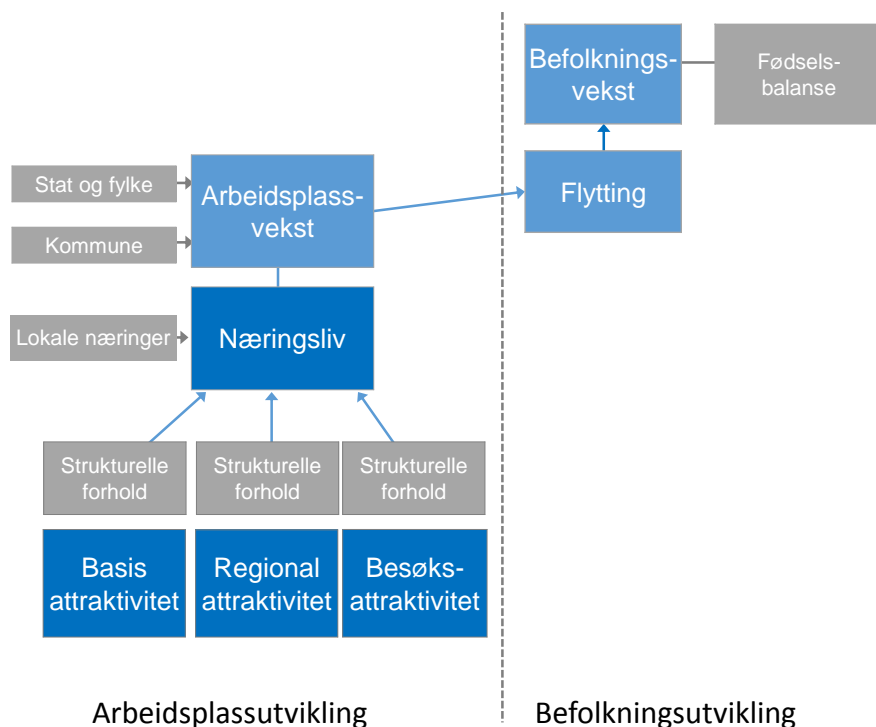 Befolknings-
vekst
Fødsels-
balanse
Stat og fylke
Arbeidsplass-
vekst
Flytting
Kommune
Lokale næringer
Næringsliv
Strukturelle
forhold
Strukturelle
forhold
Strukturelle
forhold
Basis
attraktivitet
Regional
attraktivitet
Besøks-
attraktivitet
Arbeidsplassutvikling
Befolkningsutvikling